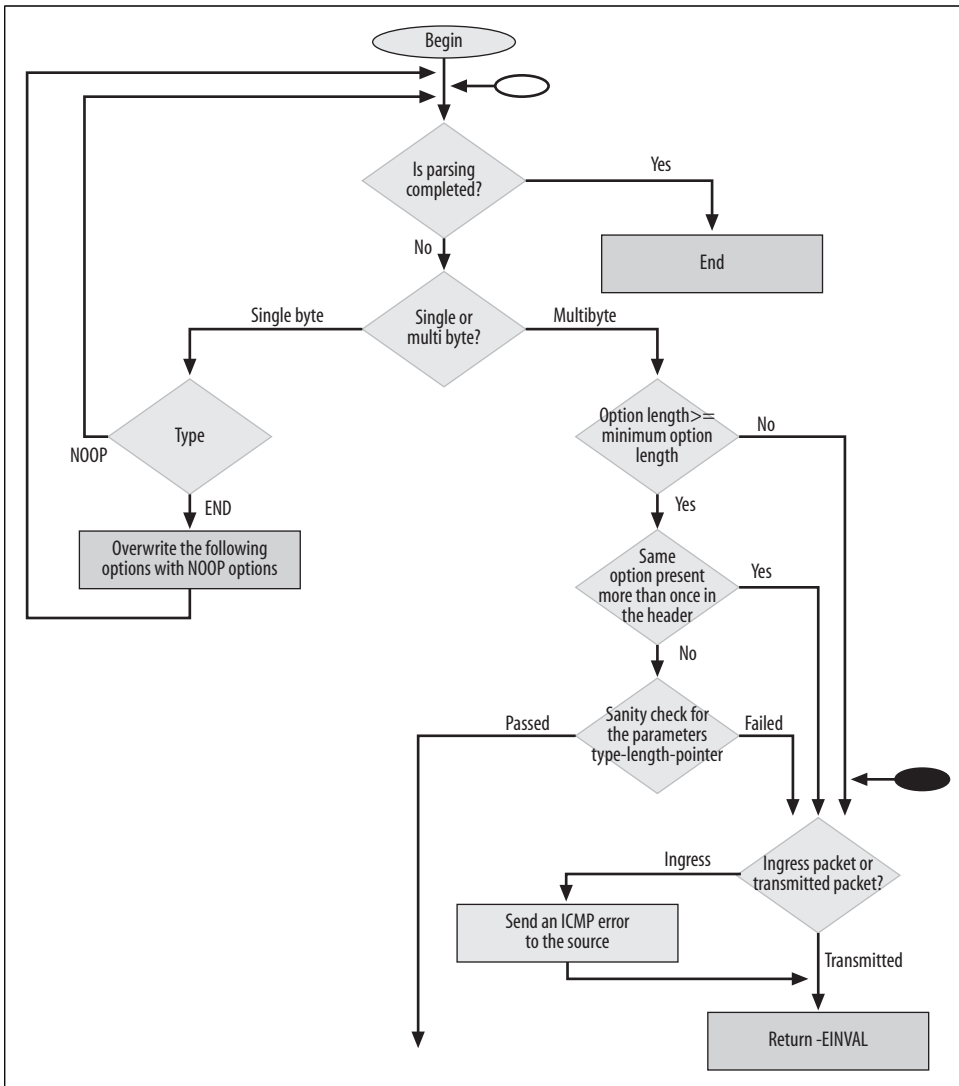 Begin
Is parsing
completed?
Yes
No
End
Single byte
Single or
multi byte?
Multibyte
Type
NOOP
END
Overwrite the following
options with NOOP options
Option length>=
minimum option
length
No
Yes
Same
option present
more than once in
the header
Yes
No
Passed
Sanity check for
the parameters
type-length-pointer
Failed
Ingress
Ingress packet or
transmitted packet?
Send an ICMP error
to the source
Transmitted
Return -EINVAL